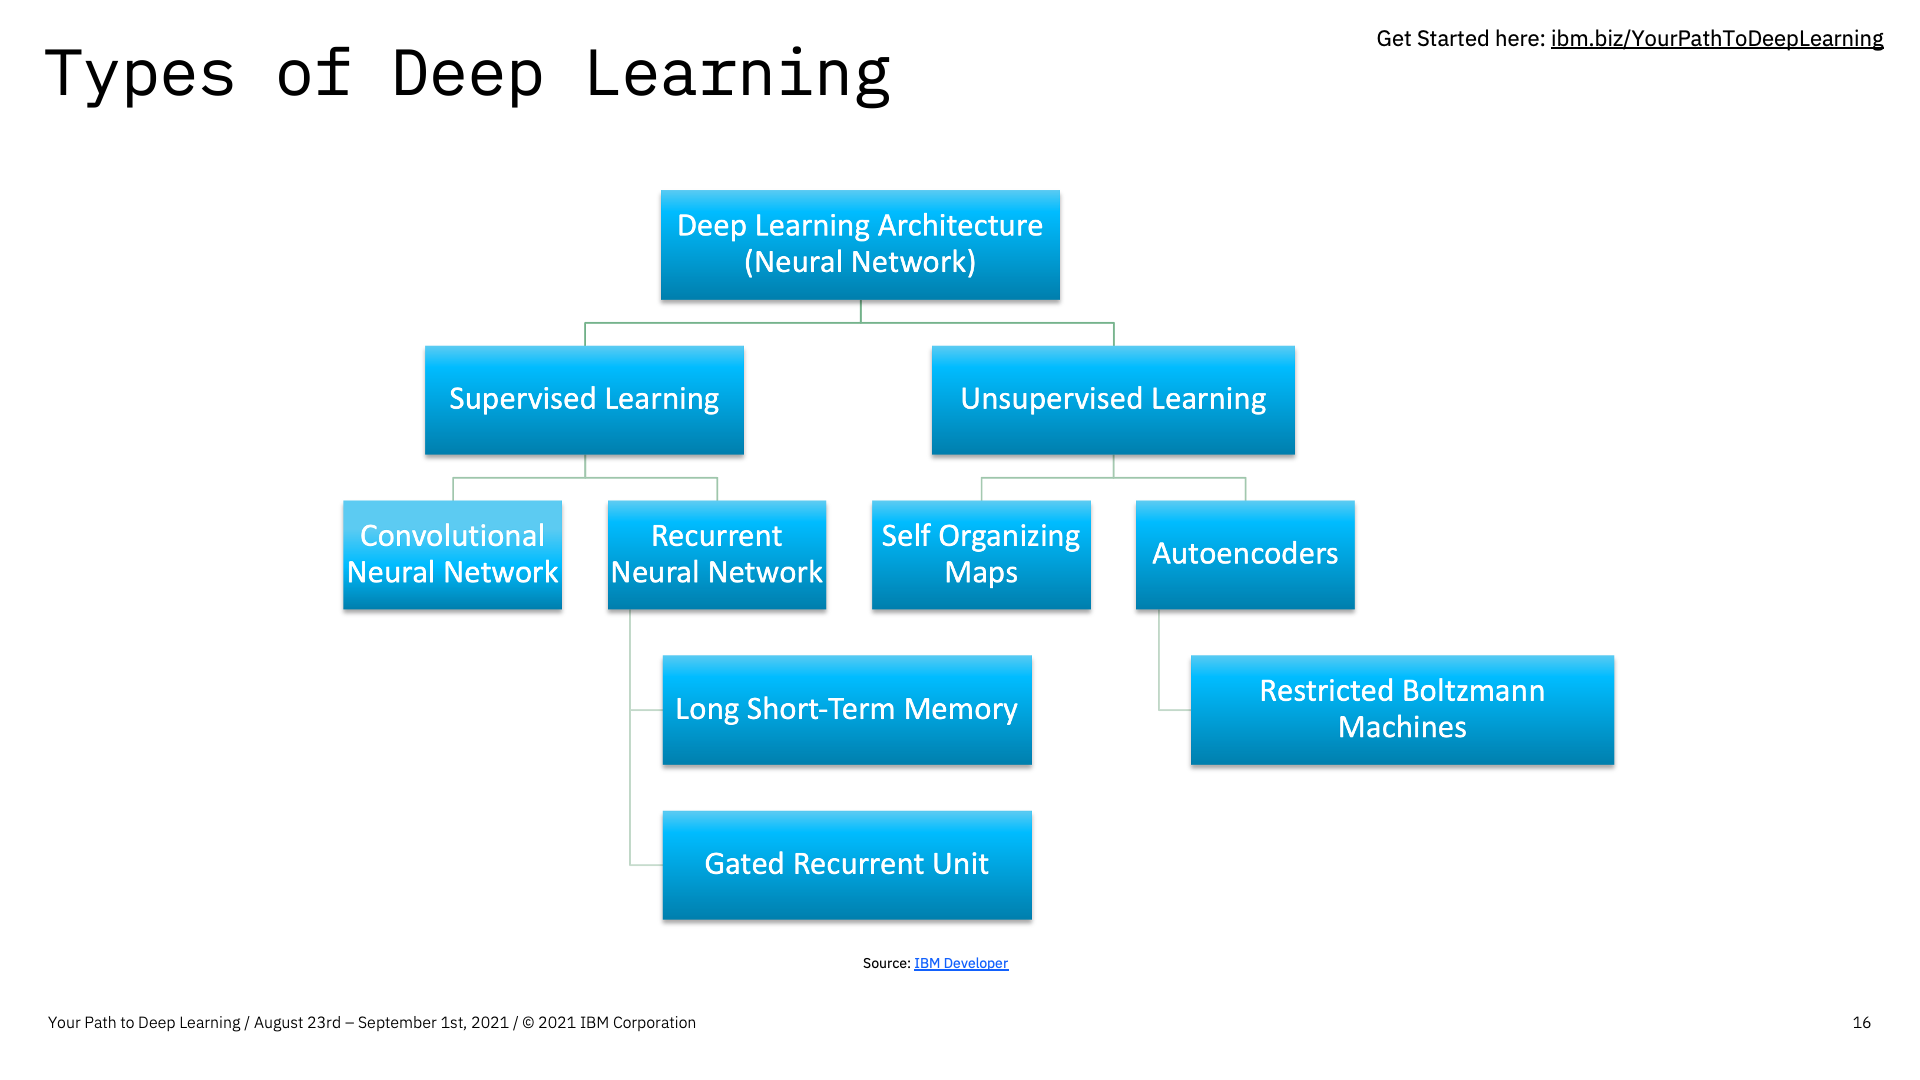 Get Started here: ibm.biz/YourPathToDeepLearning
Types of Deep Learning
Deep Learning Architecture
(Neural Network)
Supervised Learning
Unsupervised Learning
Convolutional
Neural Network
Recurrent
Neural Network
Self Organizing
Maps
Autoencoders
Long Short-Term Memory
Restricted Boltzmann
Machines
Gated Recurrent Unit
Source: IBM Developer
Your Path to Deep Learning / August 23rd – September 1st, 2021 / © 2021 IBM Corporation
16